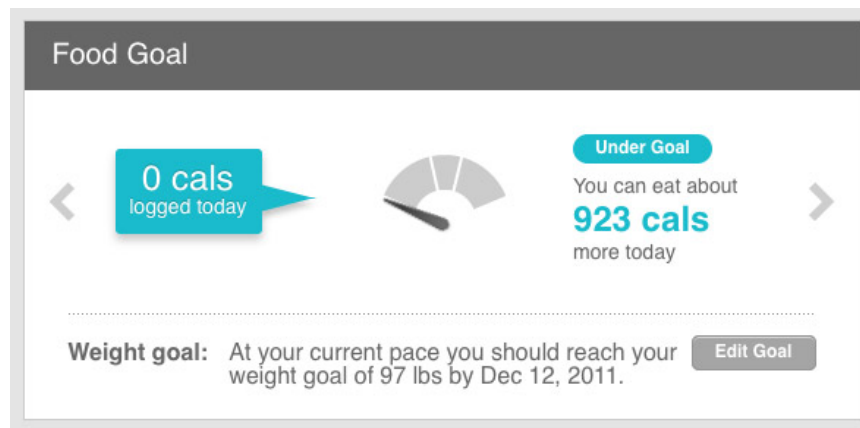 Food Goal
0 cals
logged today
Under Goal
You can eat about
923 cals
more today
Weight goal: At your current pace you should reach your
weight goal of 97 lbs by Dec 12, 2011.
Edit Goal